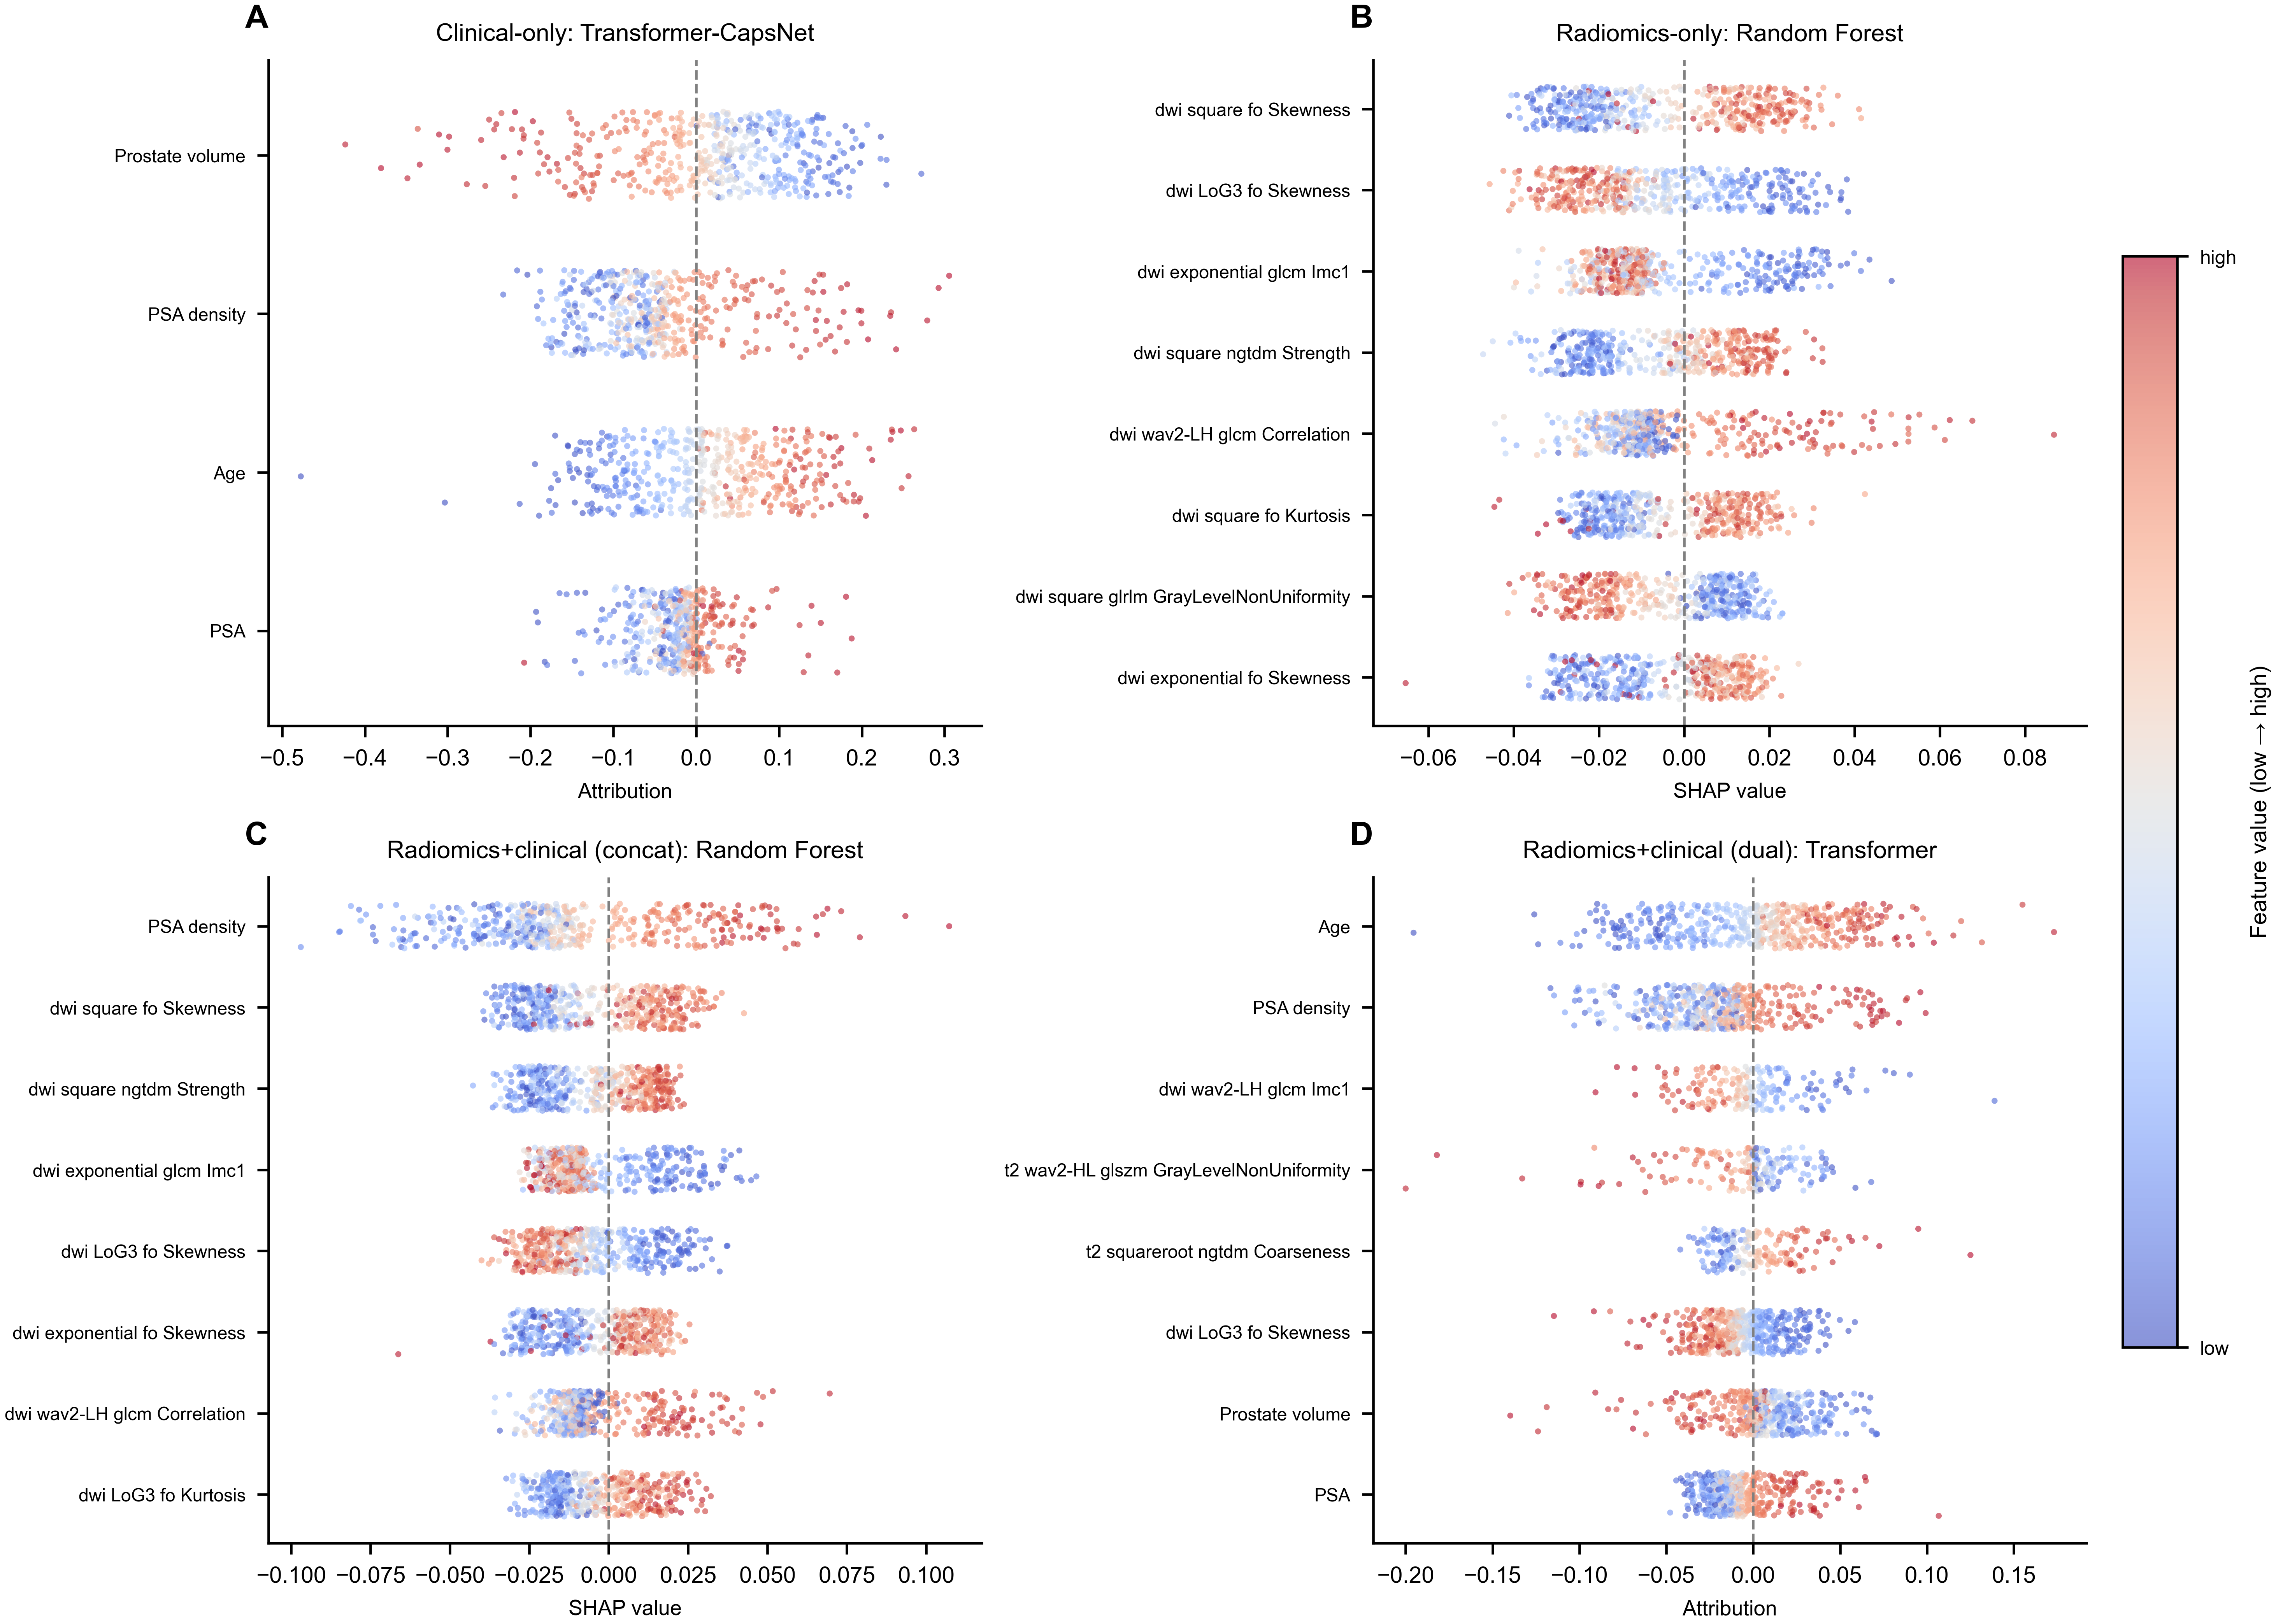 A
Clinical-only: Transformer-CapsNet
Prostate volume
PSA density
Age
PSA
−0.5 −0.4 −0.3 −0.2 −0.1 0.0 0.1 0.2 0.3
Attribution
B
Radiomics-only: Random Forest
dwi square fo Skewness
dwi LoG3 fo Skewness
dwi exponential glcm Imc1
dwi square ngtdm Strength
dwi wav2-LH glcm Correlation
dwi square fo Kurtosis
dwi square glrlm GrayLevelNonUniformity
dwi exponential fo Skewness
−0.06 −0.04 −0.02 0.00 0.02 0.04 0.06 0.08
SHAP value
C
Radiomics+clinical (concat): Random Forest
PSA density
dwi square fo Skewness
dwi square ngtdm Strength
dwi exponential glcm Imc1
dwi LoG3 fo Skewness
dwi exponential fo Skewness
dwi wav2-LH glcm Correlation
dwi LoG3 fo Kurtosis
−0.100 −0.075 −0.050 −0.025 0.000 0.025 0.050 0.075 0.100
SHAP value
D
Radiomics+clinical (dual): Transformer
Age
PSA density
dwi wav2-LH glcm Imc1
t2 wav2-HL glszm GrayLevelNonUniformity
t2 squareroot ngtdm Coarseness
dwi LoG3 fo Skewness
Prostate volume
PSA
−0.20 −0.15 −0.10 −0.05 0.00 0.05 0.10 0.15
Attribution
high
low
Feature value (low → high)